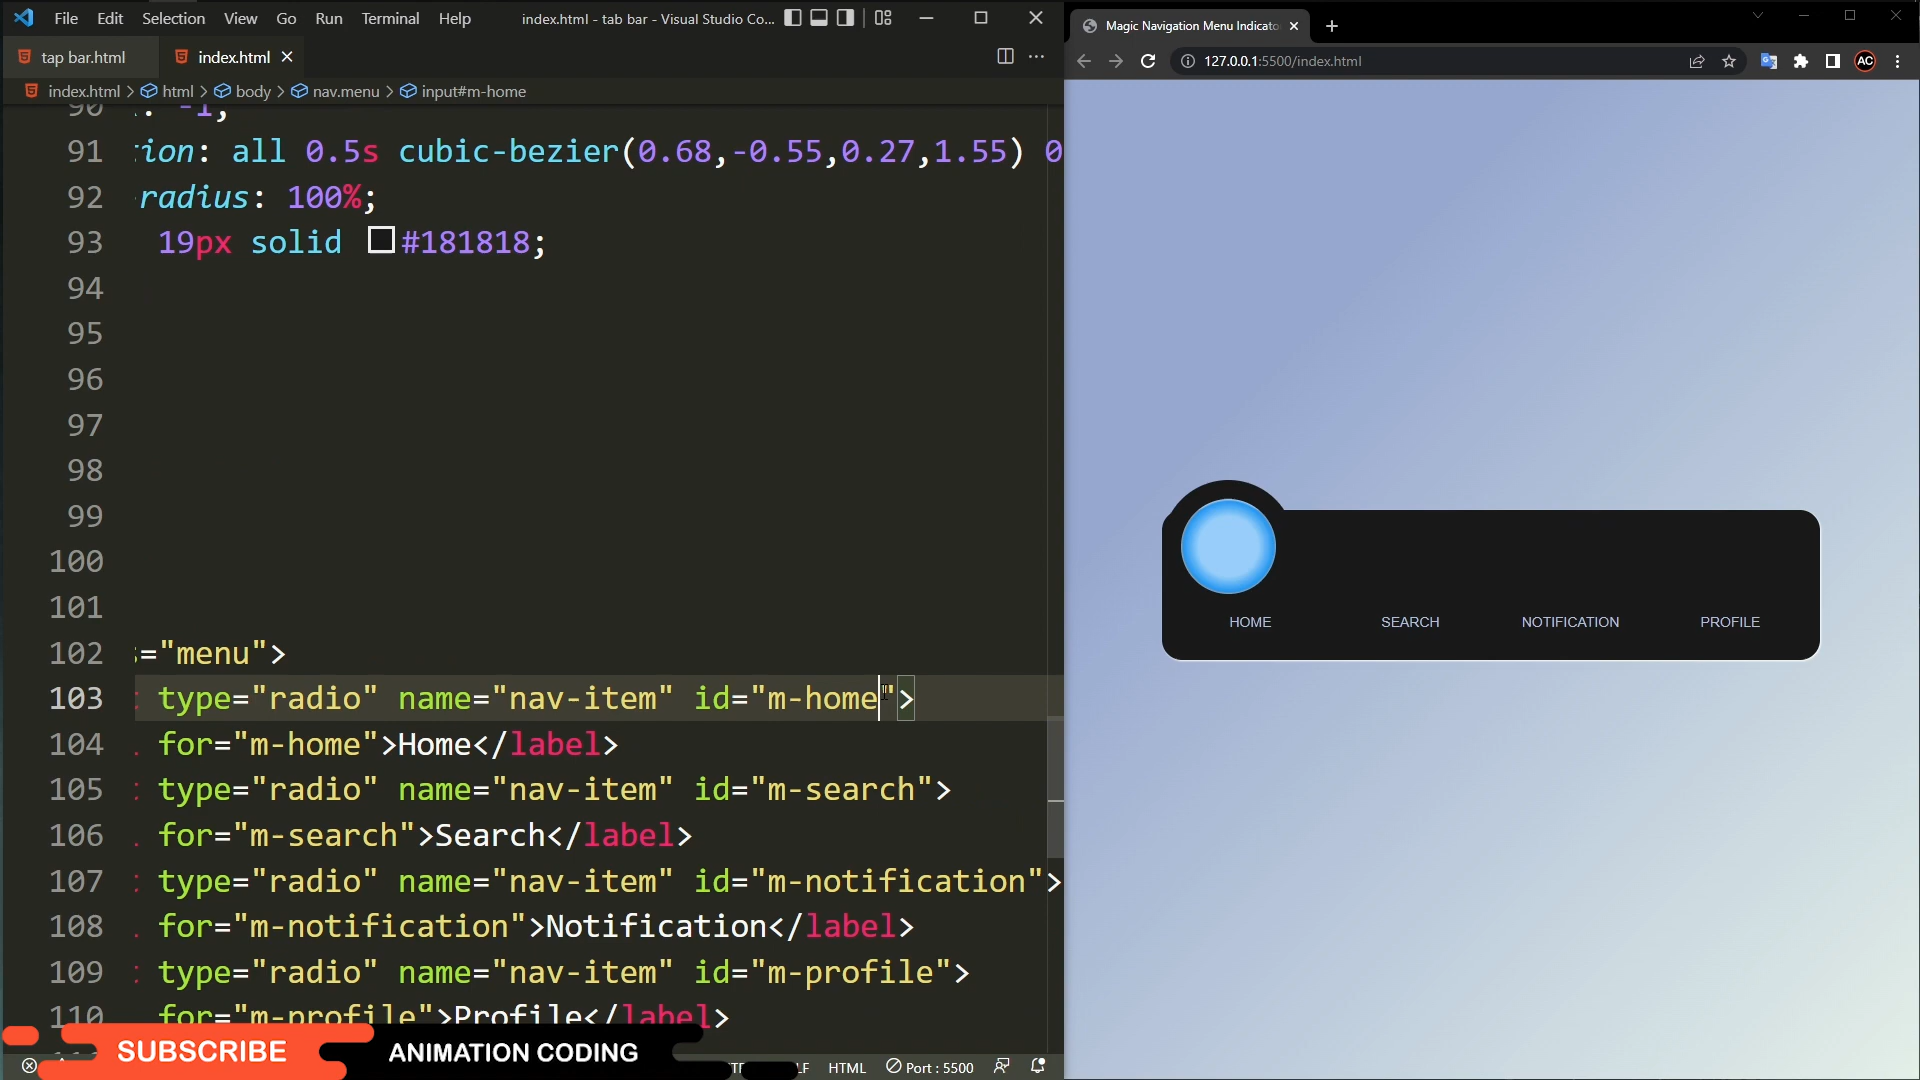 File Edit Selection View Go Run Terminal Help index.html - tab bar - Visual Studio Co...
tap bar.html index.html
index.html > html > body > nav.menu > input#m-home
90 : -1;
91 :ion: all 0.5s cubic-bezier(0.68,-0.55,0.27,1.55) 0
92 -radius: 100%;
93 19px solid #181818;
94
95
96
97
98
99
100
101
102 ="menu">
103 type="radio" name="nav-item" id="m-home">
104 for="m-home">Home</label>
105 type="radio" name="nav-item" id="m-search">
106 for="m-search">Search</label>
107 type="radio" name="nav-item" id="m-notification">
108 for="m-notification">Notification</label>
109 type="radio" name="nav-item" id="m-profile">
110 for="m-profile">Profile</label>
SUBSCRIBE ANIMATION CODING
LF HTML Port : 5500
Magic Navigation Menu Indicato
127.0.0.1:5500/index.html
AC
HOME SEARCH NOTIFICATION PROFILE